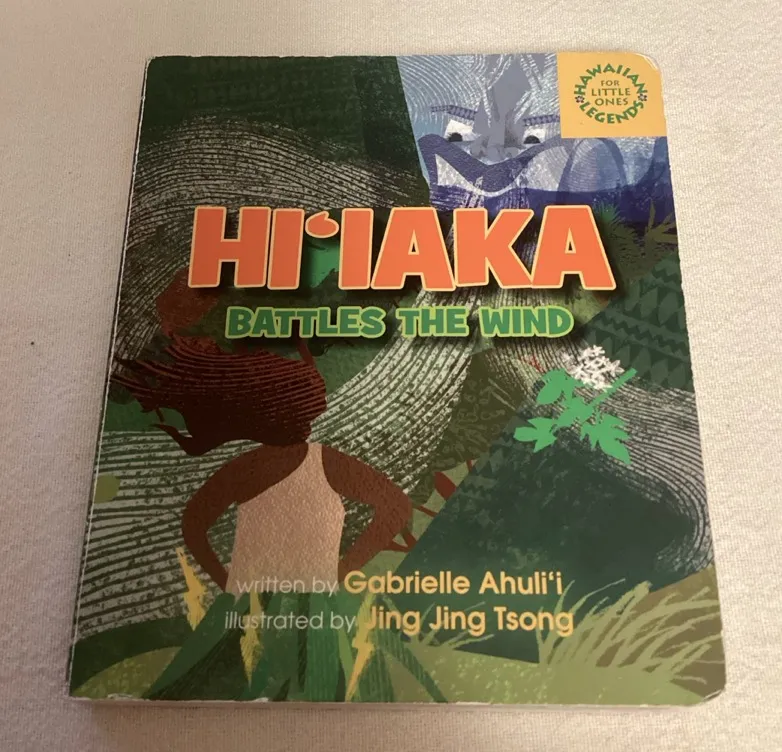 HAWAIIAN
FOR
LITTLE
ONES
LEGENDS
HIʻIAKA
BATTLES THE WIND
written by Gabrielle Ahuliʻi
illustrated by Jing Jing Tsong